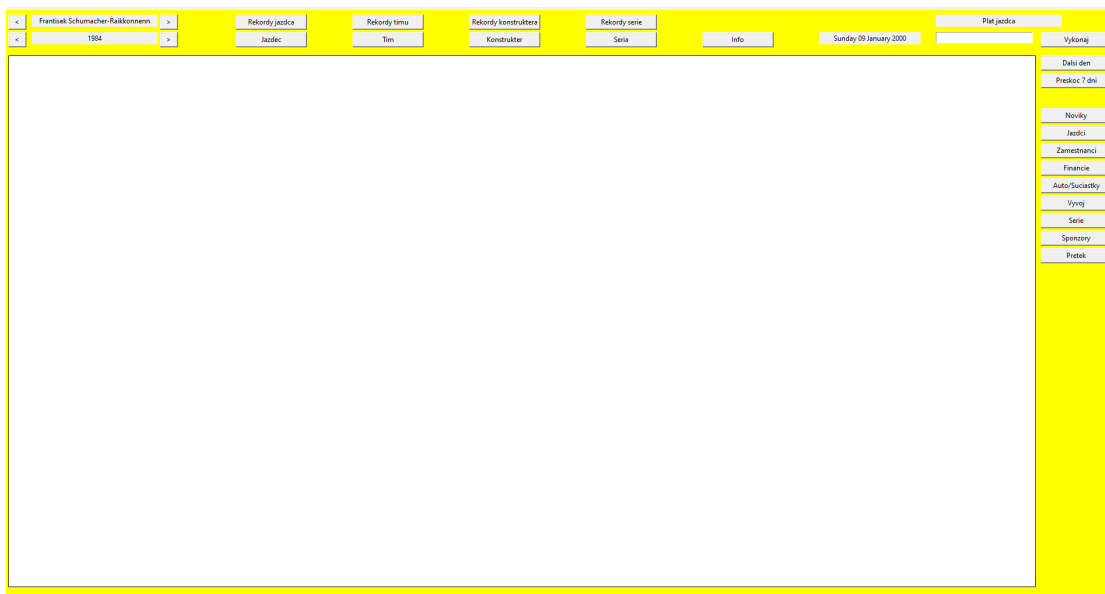 < Frantisek Schumacher-Raikkonnenn > Rekordy jazdca Rekordy timu Rekordy konstruktera Rekordy serie Plat jazdca
< 1984 > Jazdec Tim Konstrukter Seria Info Sunday 09 January 2000 Vykonaj
Dalsi den
Preskoc 7 dni
Noviky
Jazdci
Zamestnanci
Financie
Auto/Suciastky
Vyvoj
Serie
Sponzory
Pretek